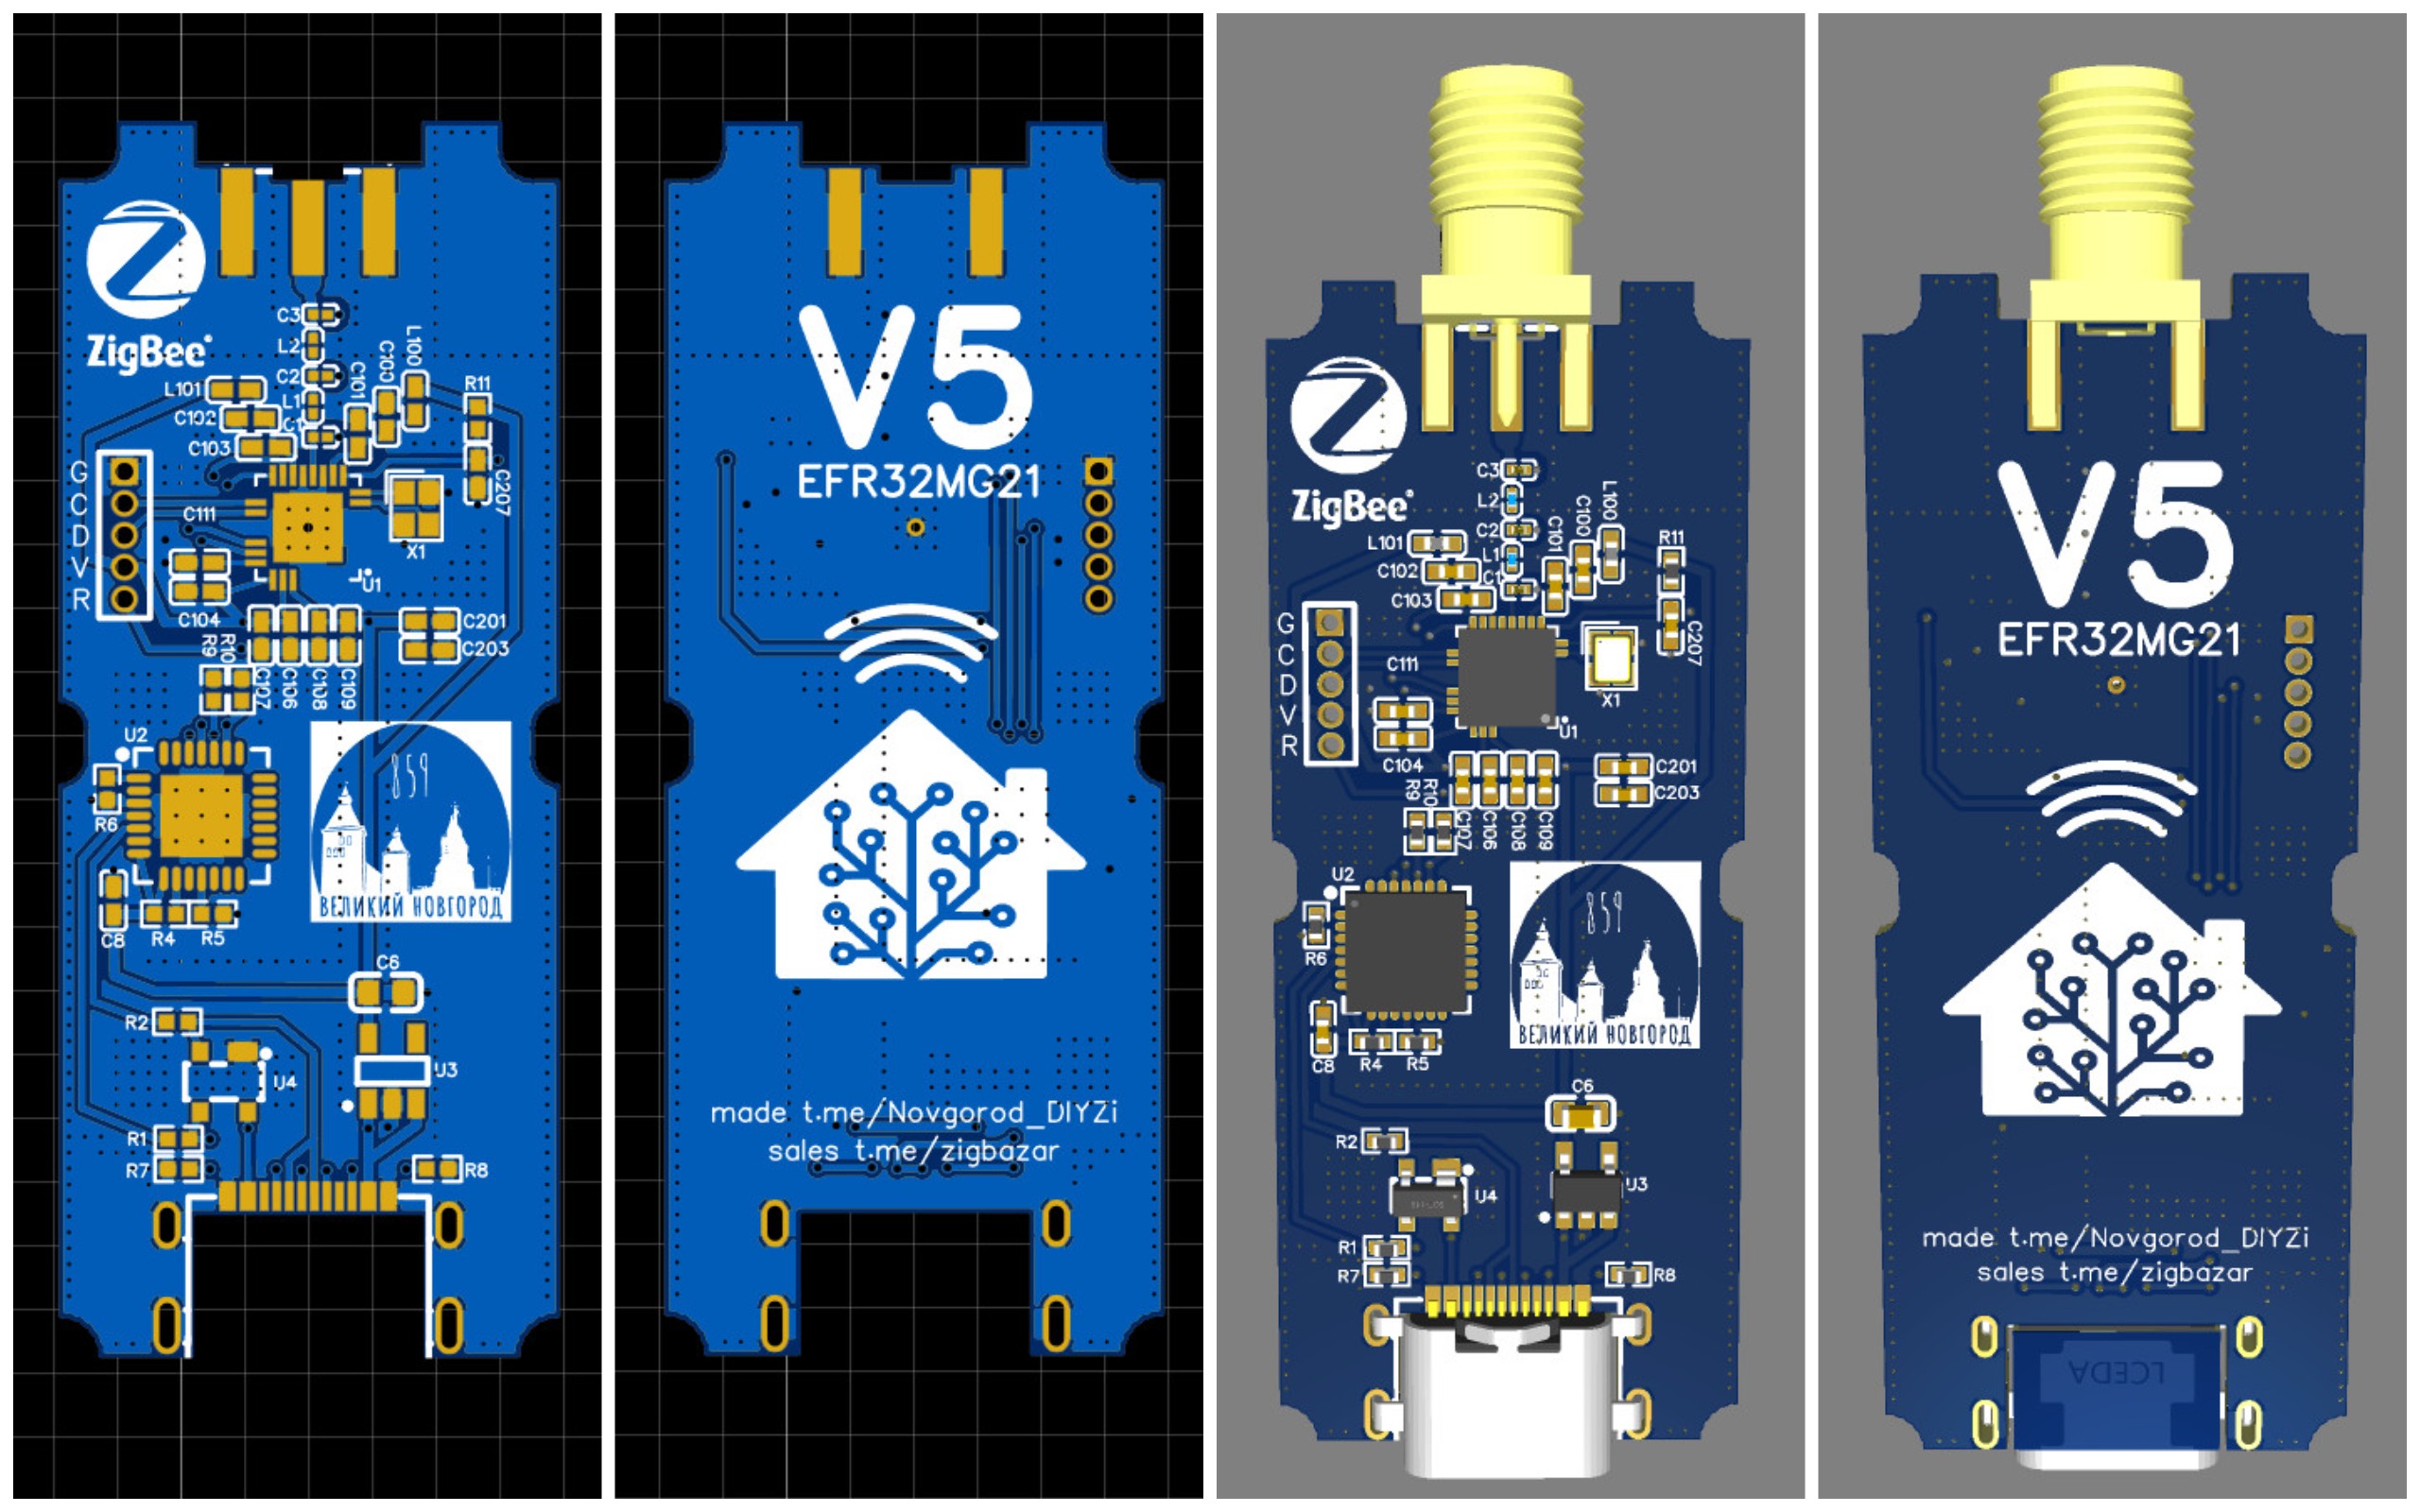 ZigBee®
C3
L2
C2
L1
C1
L101
C102
C103
C101
C100
L100
R11
C207
G
C
D
V
R
C111
C104
X1
U1
C201
C203
R9
R10
C107
C106
C108
C109
U2
R6
C8
R4
R5
859
ВЕЛИКИЙ НОВГОРОД
C6
R2
U4
U3
R1
R7
R8
V5
EFR32MG21
made t.me/Novgorod_DIYZi
sales t.me/zigbazar
ZigBee®
C3
L2
C2
L1
C1
L101
C102
C103
C101
C100
L100
R11
C207
G
C
D
V
R
C111
C104
X1
U1
C201
C203
R9
R10
C107
C106
C108
C109
U2
R6
C8
R4
R5
859
ВЕЛИКИЙ НОВГОРОД
C6
R2
U4
U3
R1
R7
R8
V5
EFR32MG21
made t.me/Novgorod_DIYZi
sales t.me/zigbazar
LCEDA